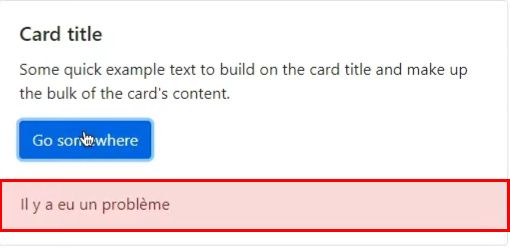 Card title
Some quick example text to build on the card title and make up
the bulk of the card's content.
Go somewhere
Il y a eu un problème